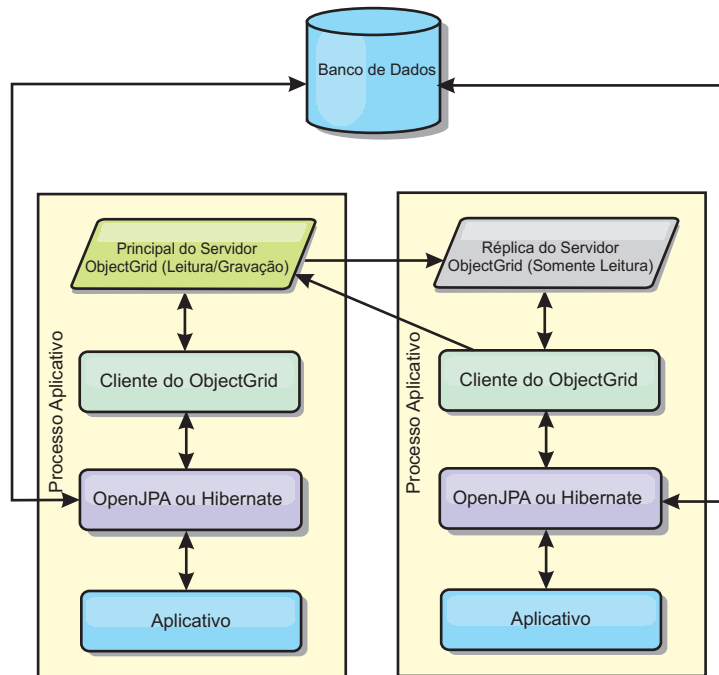 Banco de Dados
Principal do Servidor
ObjectGrid (Leitura/Gravação)
Cliente do ObjectGrid
OpenJPA ou Hibernate
Aplicativo
Processo Aplicativo
Réplica do Servidor
ObjectGrid (Somente Leitura)
Cliente do ObjectGrid
OpenJPA ou Hibernate
Aplicativo
Processo Aplicativo